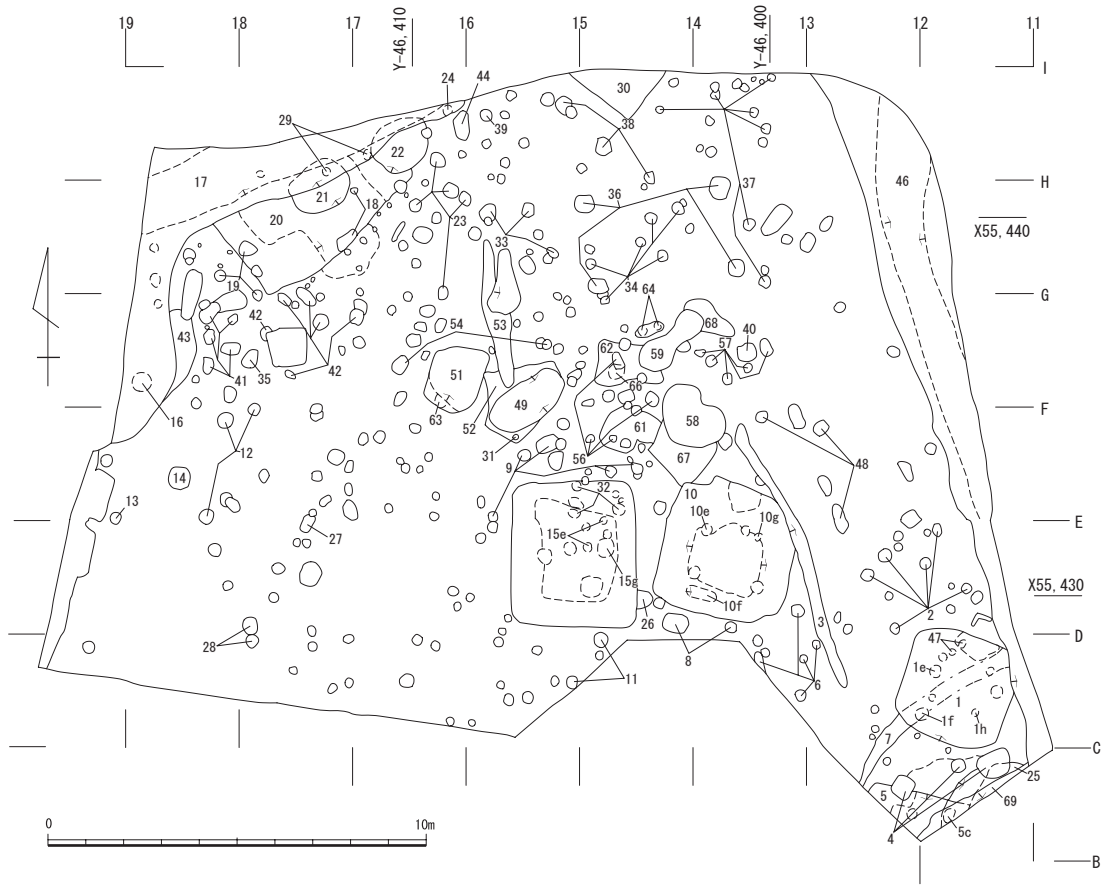 19 18 17 Y-46,410 16 15 14 Y-46,400 13 12 11
I
24 44 30
29 39 38
22
17 21 18 37 46
H
20 36
23
X55,440
33
19 34
G
64
42 54 53 68
43 62 57 40
59
41 35 42 51
16 66
63 49
F
52 61 58
31 48
12 9 56 67
14
32 10
13 10e 10g
E
27 15e
15g
10f X55,430
26 3 2
D
28 8 47
11 6 1e
1
1f 1h
7
C
25
5 69
0 10m
4 5c
B